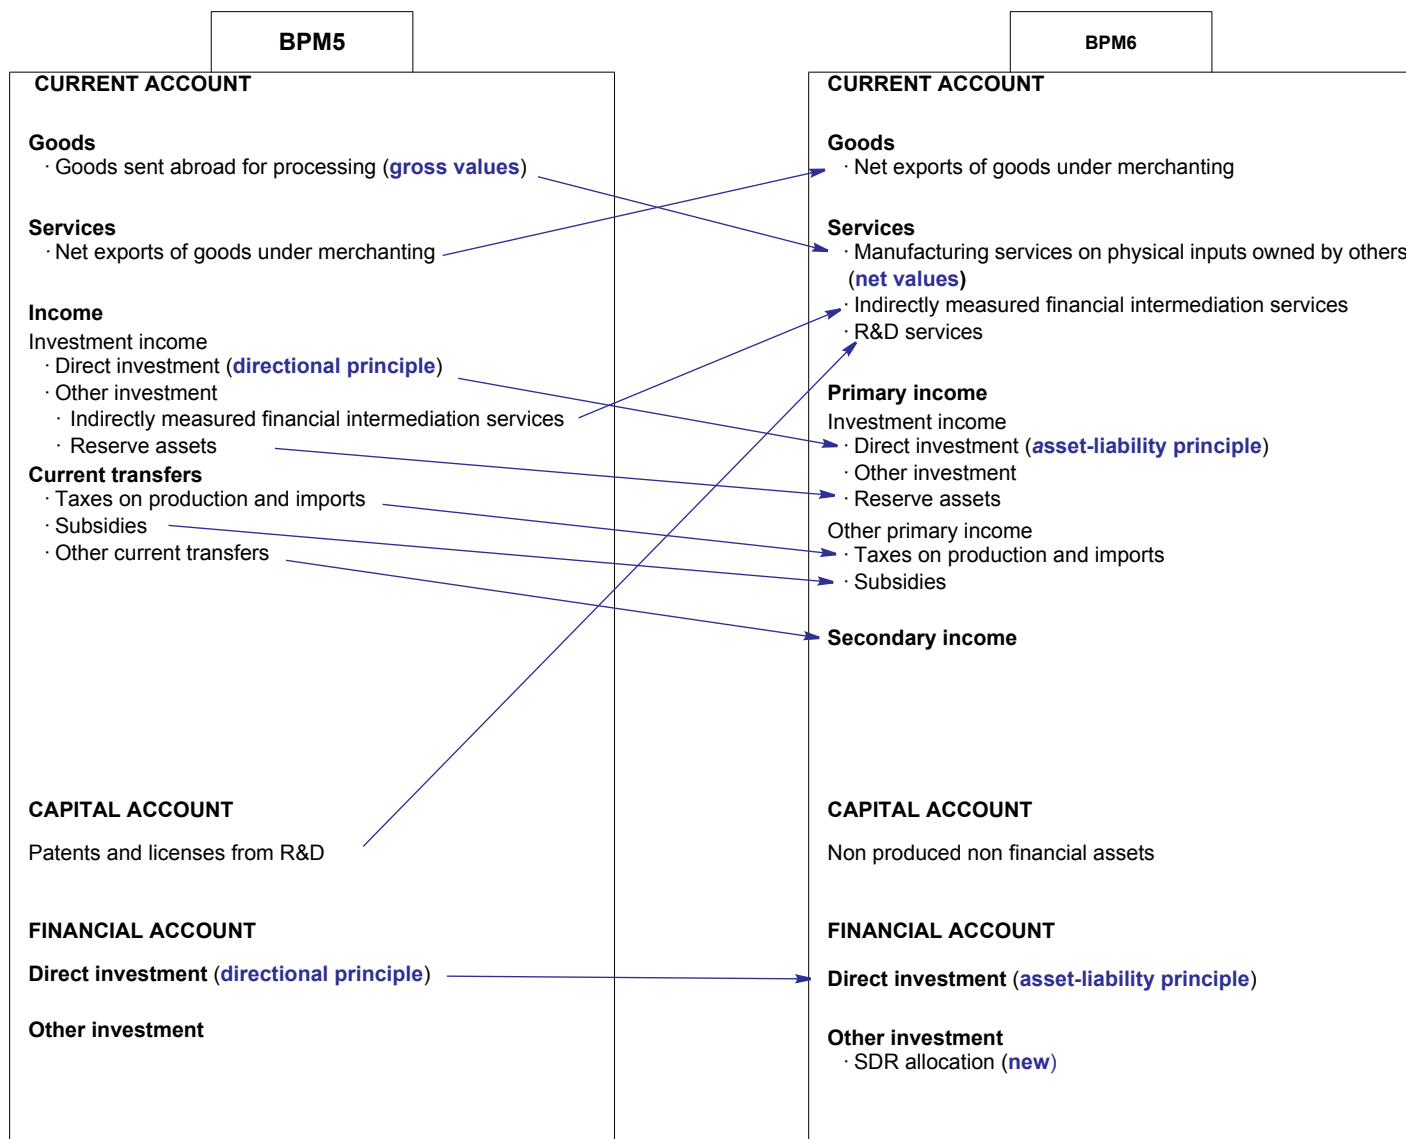 BPM5
CURRENT ACCOUNT
Goods
· Goods sent abroad for processing (gross values)
Services
· Net exports of goods under merchanting
Income
Investment income
· Direct investment (directional principle)
· Other investment
· Indirectly measured financial intermediation services
· Reserve assets
Current transfers
· Taxes on production and imports
· Subsidies
· Other current transfers
CAPITAL ACCOUNT
Patents and licenses from R&D
FINANCIAL ACCOUNT
Direct investment (directional principle)
Other investment
BPM6
CURRENT ACCOUNT
Goods
· Net exports of goods under merchanting
Services
· Manufacturing services on physical inputs owned by others
(net values)
· Indirectly measured financial intermediation services
· R&D services
Primary income
Investment income
· Direct investment (asset-liability principle)
· Other investment
· Reserve assets
Other primary income
· Taxes on production and imports
· Subsidies
Secondary income
CAPITAL ACCOUNT
Non produced non financial assets
FINANCIAL ACCOUNT
Direct investment (asset-liability principle)
Other investment
· SDR allocation (new)